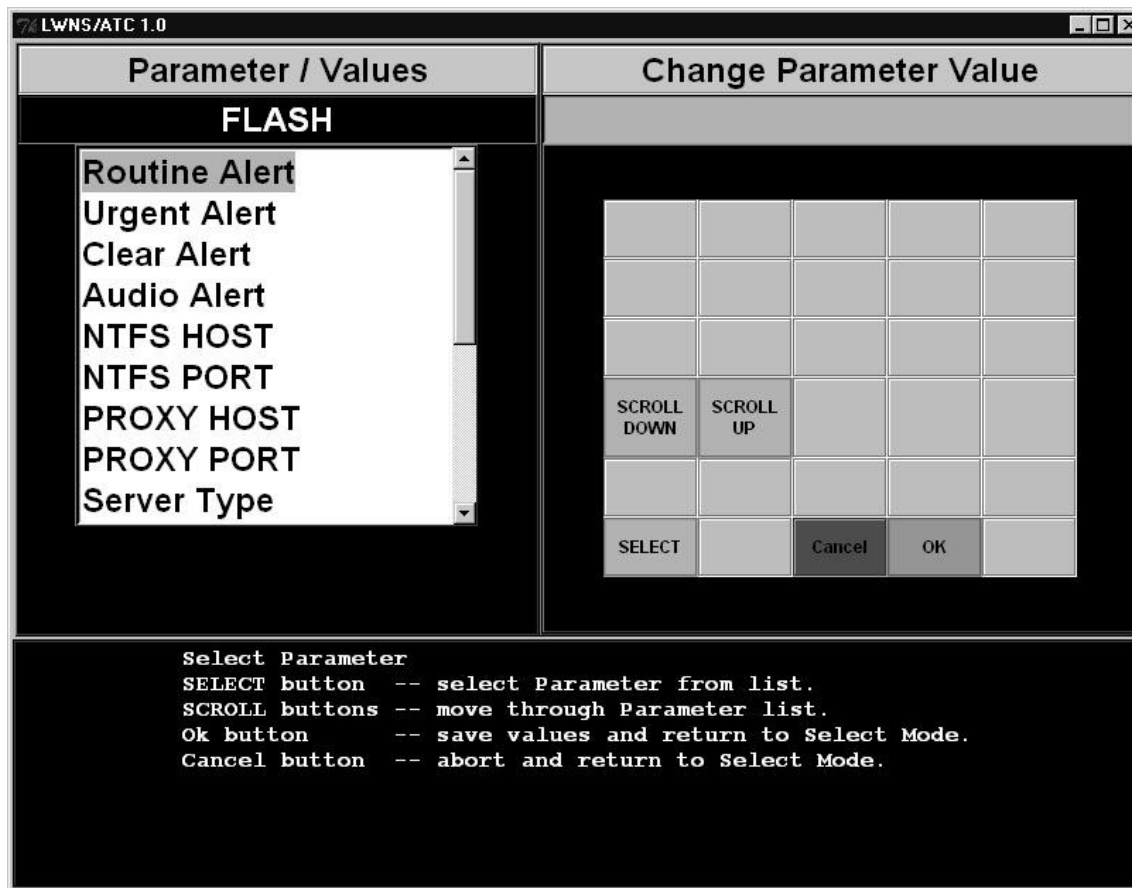 LWNS/ATC 1.0
Parameter / Values
Change Parameter Value
FLASH
Routine Alert
Urgent Alert
Clear Alert
Audio Alert
NTFS HOST
NTFS PORT
PROXY HOST
PROXY PORT
Server Type
SCROLL
DOWN
SCROLL
UP
SELECT
Cancel
OK
Select Parameter
SELECT button -- select Parameter from list.
SCROLL buttons -- move through Parameter list.
Ok button -- save values and return to Select Mode.
Cancel button -- abort and return to Select Mode.